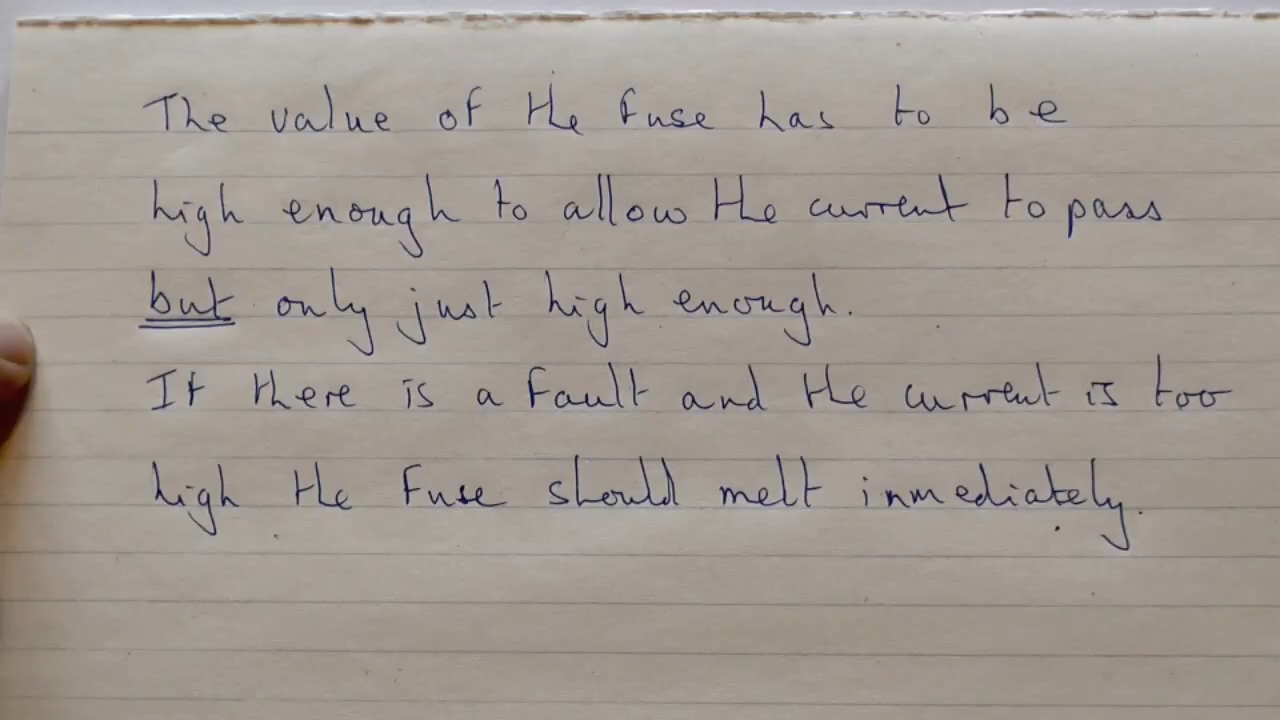 The value of the fuse has to be
high enough to allow the current to pass
but only just high enough.
If there is a fault and the current is too
high the fuse should melt immediately.